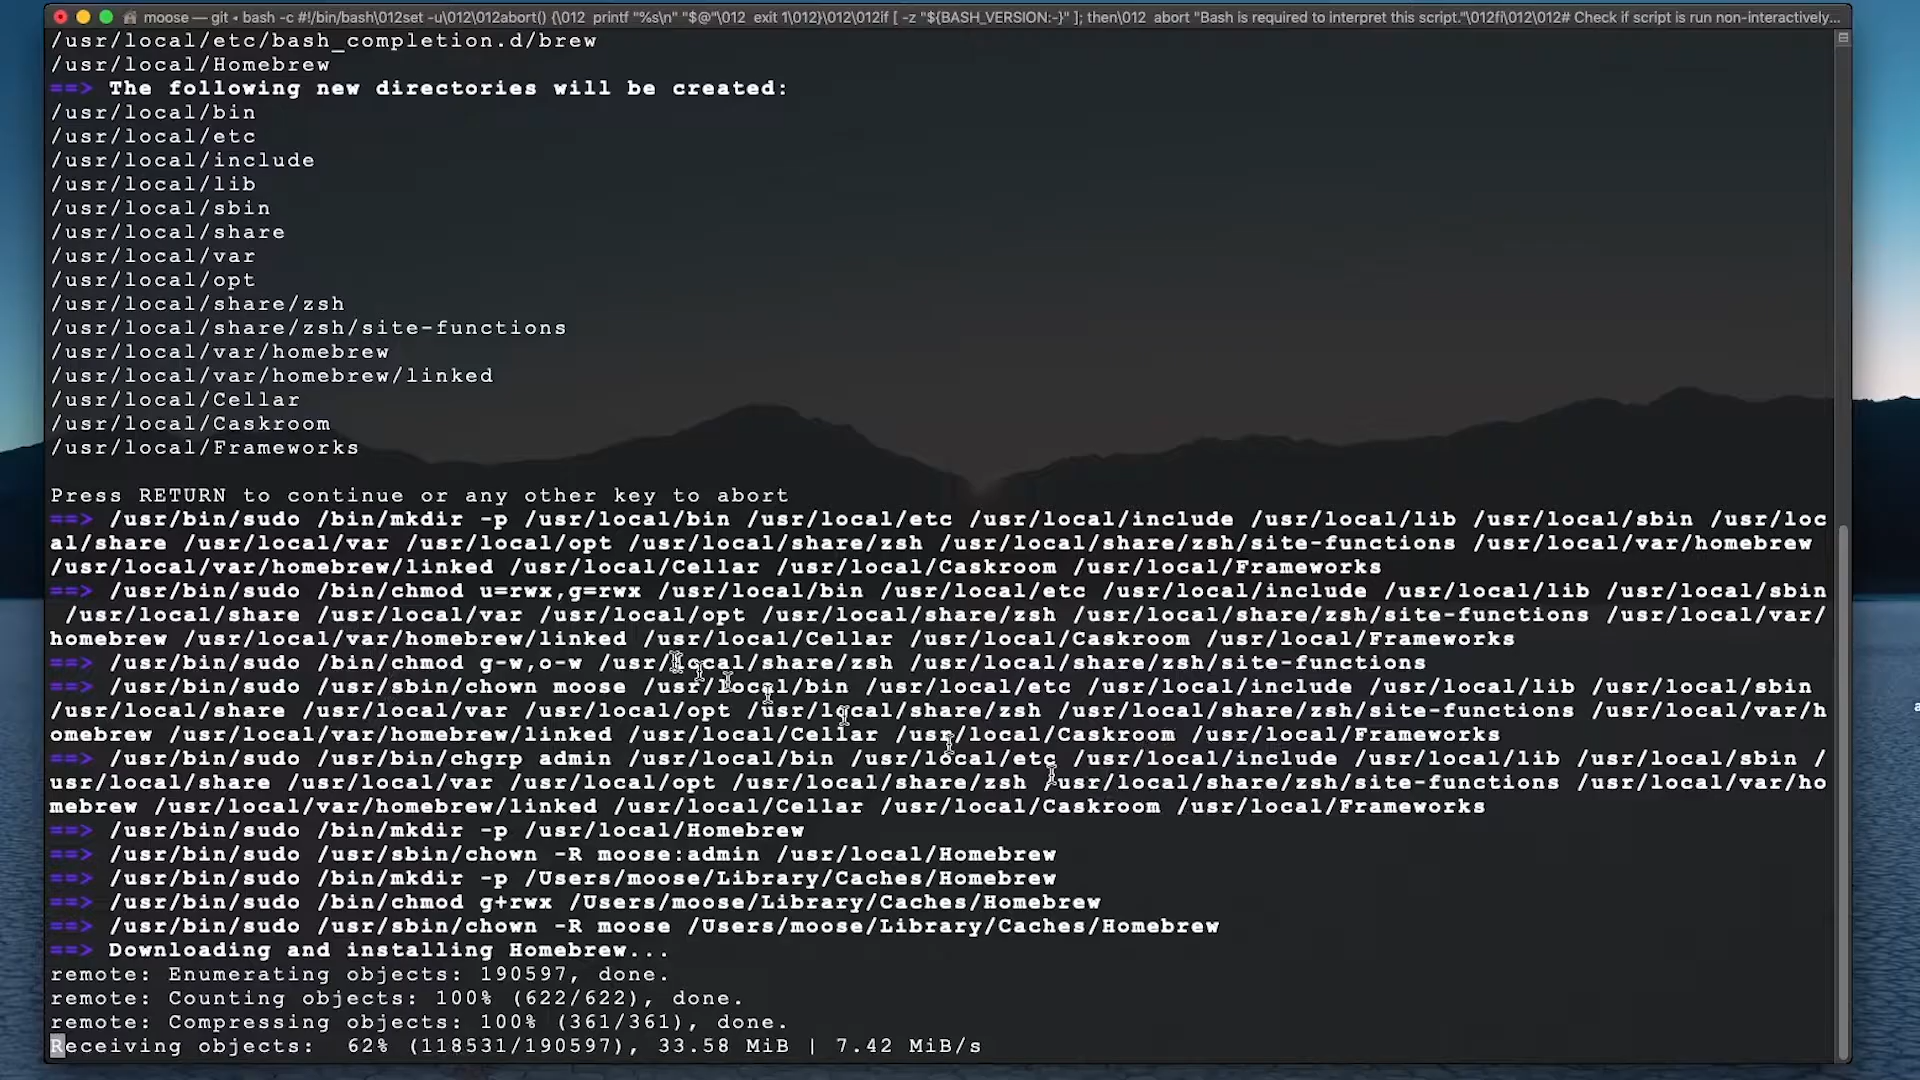 moose — git ◂ bash -c #!/bin/bash\012set -u\012\012abort() {\012  printf "%s\n" "$@"\012  exit 1\012}\012\012if [ -z "${BASH_VERSION:-}" ]; then\012  abort "Bash is required to interpret this script."\012fi\012\012# Check if script is run non-interactively...
/usr/local/etc/bash_completion.d/brew
/usr/local/Homebrew
==> The following new directories will be created:
/usr/local/bin
/usr/local/etc
/usr/local/include
/usr/local/lib
/usr/local/sbin
/usr/local/share
/usr/local/var
/usr/local/opt
/usr/local/share/zsh
/usr/local/share/zsh/site-functions
/usr/local/var/homebrew
/usr/local/var/homebrew/linked
/usr/local/Cellar
/usr/local/Caskroom
/usr/local/Frameworks
Press RETURN to continue or any other key to abort
==> /usr/bin/sudo /bin/mkdir -p /usr/local/bin /usr/local/etc /usr/local/include /usr/local/lib /usr/local/sbin /usr/loc
al/share /usr/local/var /usr/local/opt /usr/local/share/zsh /usr/local/share/zsh/site-functions /usr/local/var/homebrew
/usr/local/var/homebrew/linked /usr/local/Cellar /usr/local/Caskroom /usr/local/Frameworks
==> /usr/bin/sudo /bin/chmod u=rwx,g=rwx /usr/local/bin /usr/local/etc /usr/local/include /usr/local/lib /usr/local/sbin
/usr/local/share /usr/local/var /usr/local/opt /usr/local/share/zsh /usr/local/share/zsh/site-functions /usr/local/var/
homebrew /usr/local/var/homebrew/linked /usr/local/Cellar /usr/local/Caskroom /usr/local/Frameworks
==> /usr/bin/sudo /bin/chmod g-w,o-w /usr/local/share/zsh /usr/local/share/zsh/site-functions
==> /usr/bin/sudo /usr/sbin/chown moose /usr/local/bin /usr/local/etc /usr/local/include /usr/local/lib /usr/local/sbin
/usr/local/share /usr/local/var /usr/local/opt /usr/local/share/zsh /usr/local/share/zsh/site-functions /usr/local/var/h
omebrew /usr/local/var/homebrew/linked /usr/local/Cellar /usr/local/Caskroom /usr/local/Frameworks
==> /usr/bin/sudo /usr/bin/chgrp admin /usr/local/bin /usr/local/etc /usr/local/include /usr/local/lib /usr/local/sbin /
usr/local/share /usr/local/var /usr/local/opt /usr/local/share/zsh /usr/local/share/zsh/site-functions /usr/local/var/ho
mebrew /usr/local/var/homebrew/linked /usr/local/Cellar /usr/local/Caskroom /usr/local/Frameworks
==> /usr/bin/sudo /bin/mkdir -p /usr/local/Homebrew
==> /usr/bin/sudo /usr/sbin/chown -R moose:admin /usr/local/Homebrew
==> /usr/bin/sudo /bin/mkdir -p /Users/moose/Library/Caches/Homebrew
==> /usr/bin/sudo /bin/chmod g+rwx /Users/moose/Library/Caches/Homebrew
==> /usr/bin/sudo /usr/sbin/chown -R moose /Users/moose/Library/Caches/Homebrew
==> Downloading and installing Homebrew...
remote: Enumerating objects: 190597, done.
remote: Counting objects: 100% (622/622), done.
remote: Compressing objects: 100% (361/361), done.
Receiving objects:  62% (118531/190597), 33.58 MiB | 7.42 MiB/s